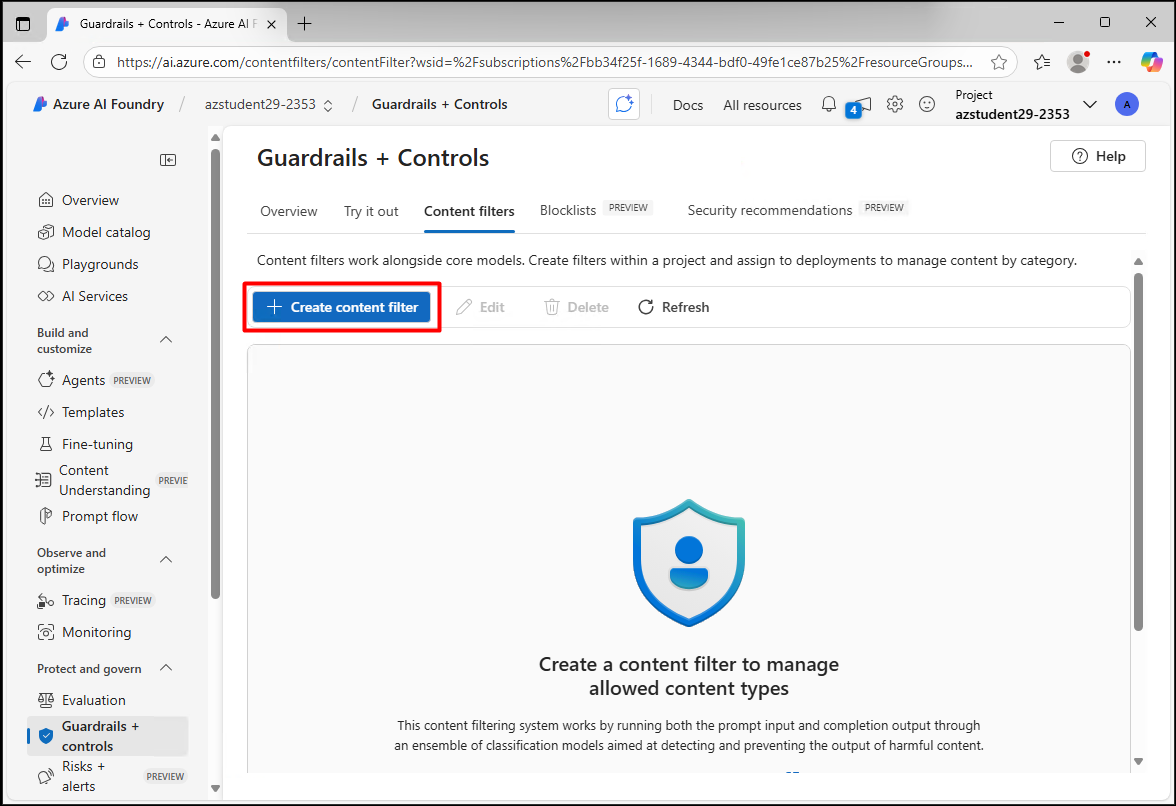 Guardrails + Controls - Azure AI F
https://ai.azure.com/contentfilters/contentFilter?wsid=%2Fsubscriptions%2Fbb34f25f-1689-4344-bdf0-49fe1ce87b25%2FresourceGroups...
Azure AI Foundry / azstudent29-2353 / Guardrails + Controls
Docs All resources 4 Project
azstudent29-2353 A
Guardrails + Controls
Help
Overview Try it out Content filters Blocklists PREVIEW Security recommendations PREVIEW
Content filters work alongside core models. Create filters within a project and assign to deployments to manage content by category.
Create content filter Edit Delete Refresh
Overview
Model catalog
Playgrounds
AI Services
Build and
customize
Agents PREVIEW
Templates
Fine-tuning
Content
Understanding PREVIE
Prompt flow
Observe and
optimize
Tracing PREVIEW
Monitoring
Protect and govern
Evaluation
Guardrails +
controls
Risks +
alerts PREVIEW
Create a content filter to manage
allowed content types
This content filtering system works by running both the prompt input and completion output through
an ensemble of classification models aimed at detecting and preventing the output of harmful content.